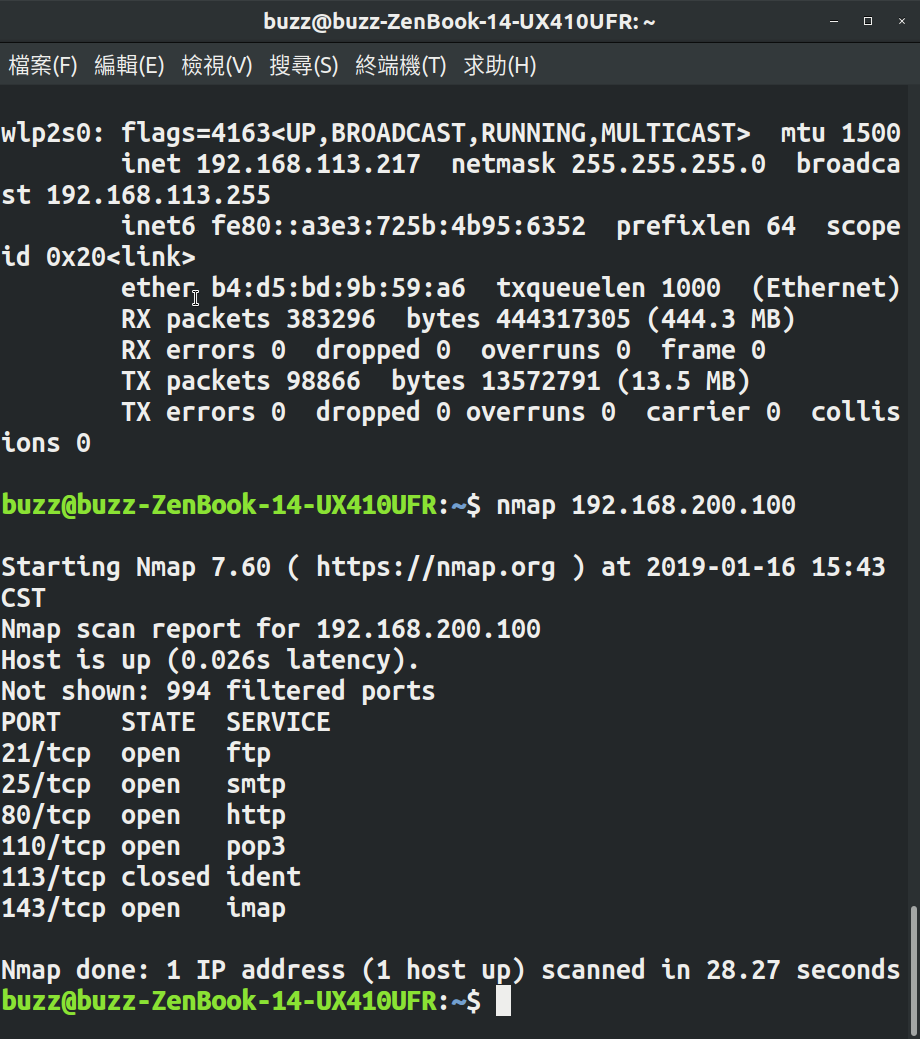 buzz@buzz-ZenBook-14-UX410UFR: ~
檔案(F) 編輯(E) 檢視(V) 搜尋(S) 終端機(T) 求助(H)
wlp2s0: flags=4163<UP,BROADCAST,RUNNING,MULTICAST>  mtu 1500
        inet 192.168.113.217  netmask 255.255.255.0  broadca
st 192.168.113.255
        inet6 fe80::a3e3:725b:4b95:6352  prefixlen 64  scope
id 0x20<link>
        ether b4:d5:bd:9b:59:a6  txqueuelen 1000  (Ethernet)
        RX packets 383296  bytes 444317305 (444.3 MB)
        RX errors 0  dropped 0  overruns 0  frame 0
        TX packets 98866  bytes 13572791 (13.5 MB)
        TX errors 0  dropped 0 overruns 0  carrier 0  collis
ions 0
buzz@buzz-ZenBook-14-UX410UFR:~$ nmap 192.168.200.100
Starting Nmap 7.60 ( https://nmap.org ) at 2019-01-16 15:43
CST
Nmap scan report for 192.168.200.100
Host is up (0.026s latency).
Not shown: 994 filtered ports
PORT    STATE  SERVICE
21/tcp  open   ftp
25/tcp  open   smtp
80/tcp  open   http
110/tcp open   pop3
113/tcp closed ident
143/tcp open   imap
Nmap done: 1 IP address (1 host up) scanned in 28.27 seconds
buzz@buzz-ZenBook-14-UX410UFR:~$